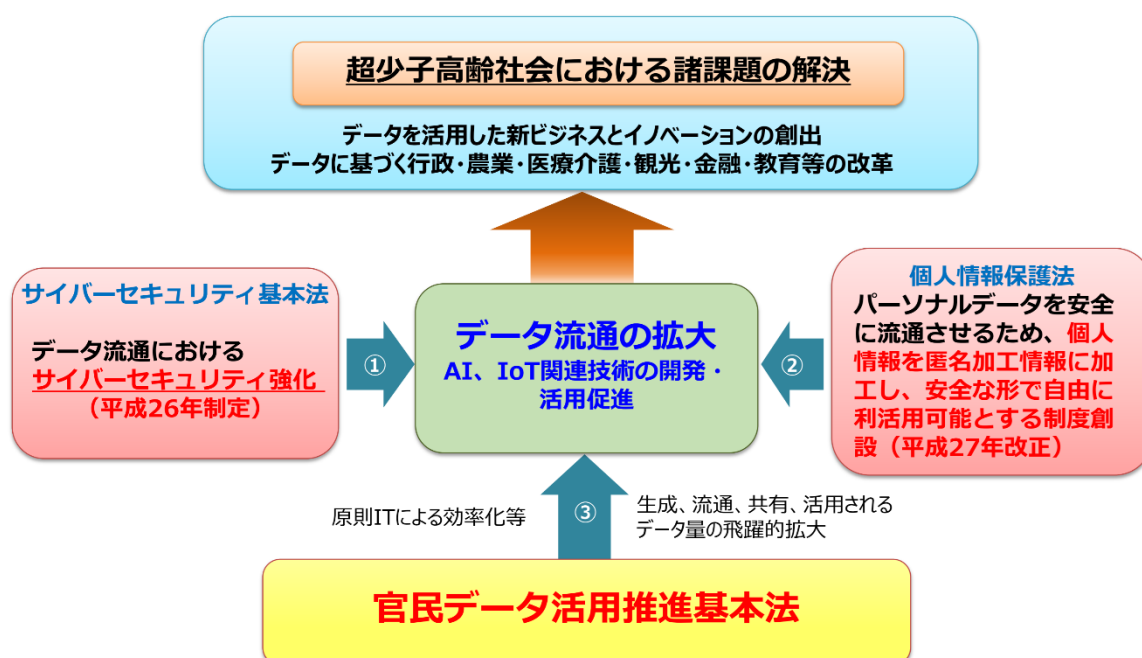 超少子高齢社会における諸課題の解決
データを活用した新ビジネスとイノベーションの創出
データに基づく行政・農業・医療介護・観光・金融・教育等の改革
サイバーセキュリティ基本法
データ流通における
サイバーセキュリティ強化
（平成26年制定）
①
データ流通の拡大
AI、IoT関連技術の開発・
活用促進
②
個人情報保護法
パーソナルデータを安全
に流通させるため、個人
情報を匿名加工情報に加
工し、安全な形で自由に
利活用可能とする制度創
設（平成27年改正）
原則ITによる効率化等
③
生成、流通、共有、活用される
データ量の飛躍的拡大
官民データ活用推進基本法